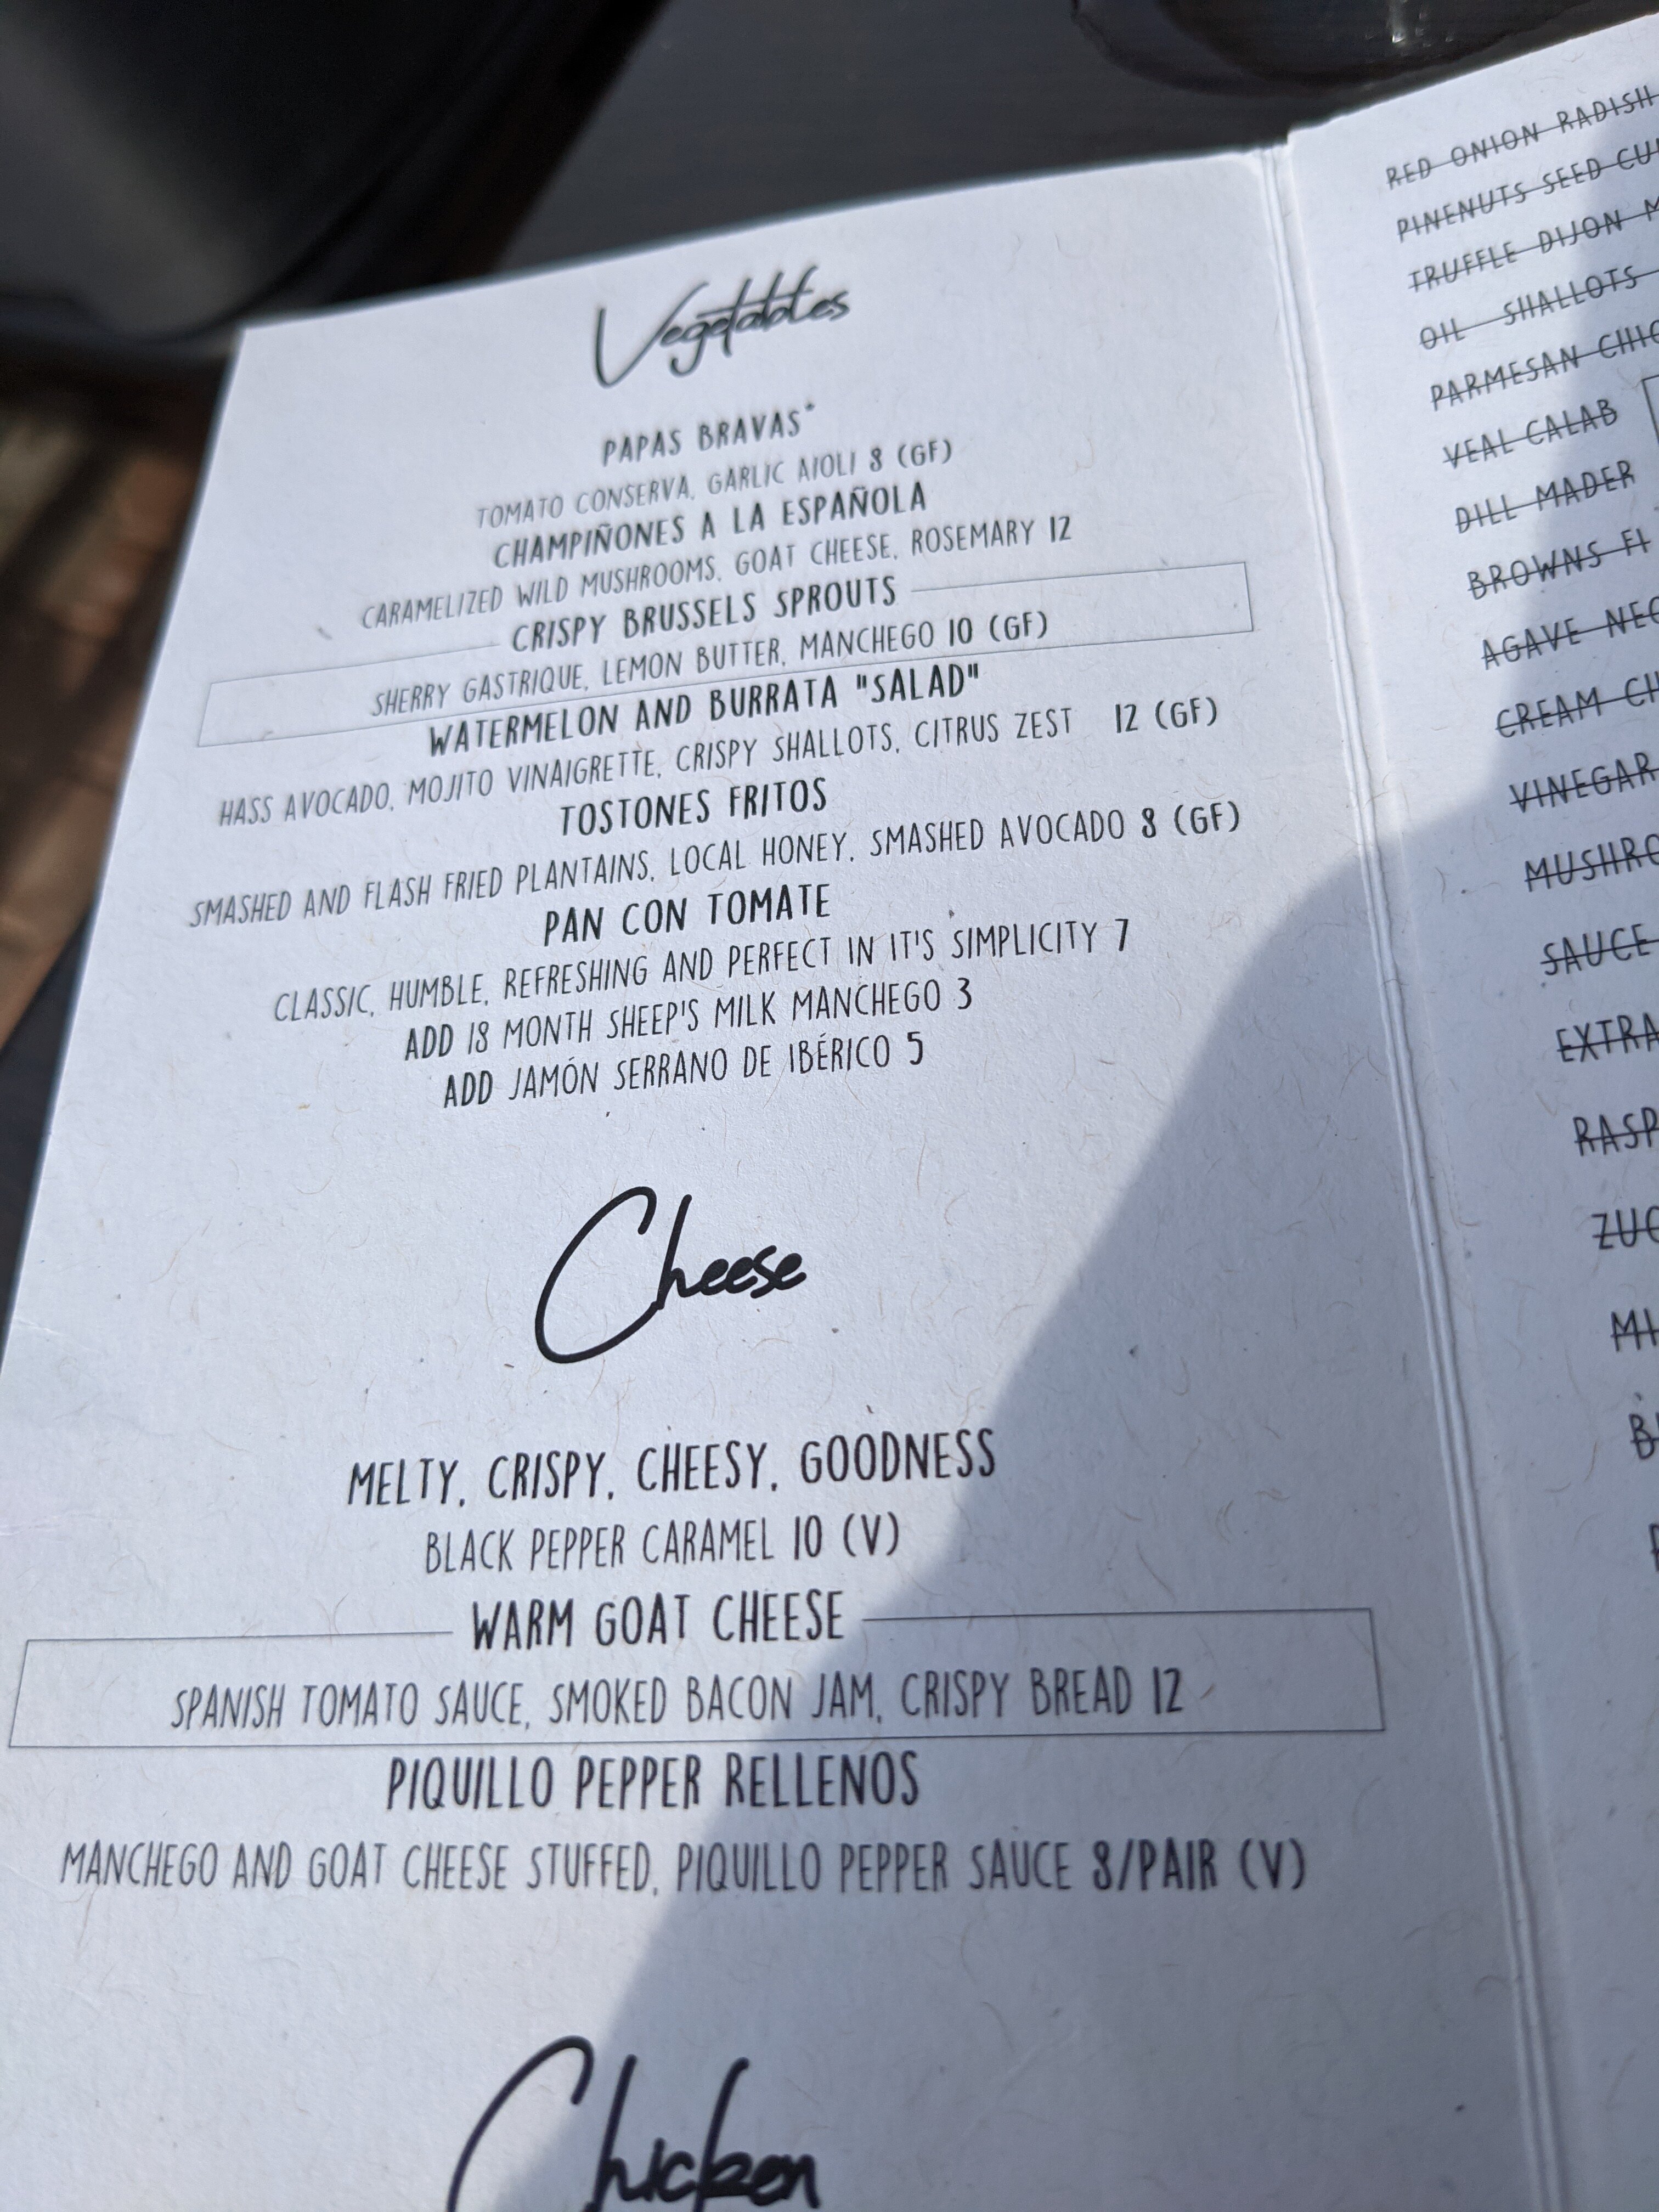 Vegetables
PAPAS BRAVAS*
TOMATO CONSERVA, GARLIC AIOLI 8 (GF)
CHAMPIÑONES A LA ESPAÑOLA
CARAMELIZED WILD MUSHROOMS, GOAT CHEESE, ROSEMARY 12
CRISPY BRUSSELS SPROUTS
SHERRY GASTRIQUE, LEMON BUTTER, MANCHEGO 10 (GF)
WATERMELON AND BURRATA "SALAD"
HASS AVOCADO, MOJITO VINAIGRETTE, CRISPY SHALLOTS, CITRUS ZEST 12 (GF)
TOSTONES FRITOS
SMASHED AND FLASH FRIED PLANTAINS, LOCAL HONEY, SMASHED AVOCADO 8 (GF)
PAN CON TOMATE
CLASSIC, HUMBLE, REFRESHING AND PERFECT IN IT'S SIMPLICITY 7
ADD 18 MONTH SHEEP'S MILK MANCHEGO 3
ADD JAMÓN SERRANO DE IBÉRICO 5
Cheese
MELTY, CRISPY, CHEESY, GOODNESS
BLACK PEPPER CARAMEL 10 (V)
WARM GOAT CHEESE
SPANISH TOMATO SAUCE, SMOKED BACON JAM, CRISPY BREAD 12
PIQUILLO PEPPER RELLENOS
MANCHEGO AND GOAT CHEESE STUFFED, PIQUILLO PEPPER SAUCE 8/PAIR (V)
Chicken
RED ONION RADISH
PINENUTS SEED
TRUFFLE DIJON
OIL SHALLOTS
PARMESAN
VEAL CALAB
DILL MADER
BROWNS
AGAVE
CREAM
VINEGAR
SAUCE
EXTRA